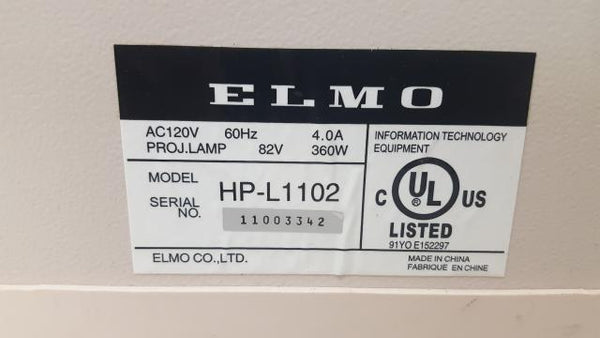 ELMO
AC120V 60Hz 4.0A
PROJ.LAMP 82V 360W
MODEL HP-L1102
SERIAL NO. 11003342
ELMO CO.,LTD.
INFORMATION TECHNOLOGY
EQUIPMENT
C UL ® US
LISTED
91YO E152297
MADE IN CHINA
FABRIQUÉ EN CHINE